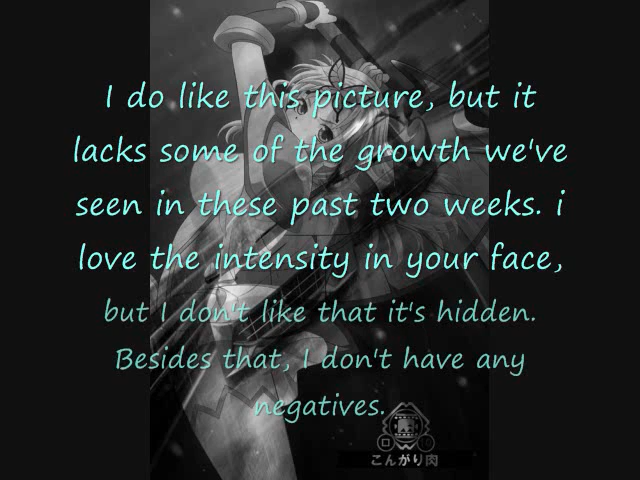 I do like this picture, but it
lacks some of the growth we've
seen in these past two weeks. i
love the intensity in your face,
but I don't like that it's hidden.
Besides that, I don't have any
negatives.
こんがり肉